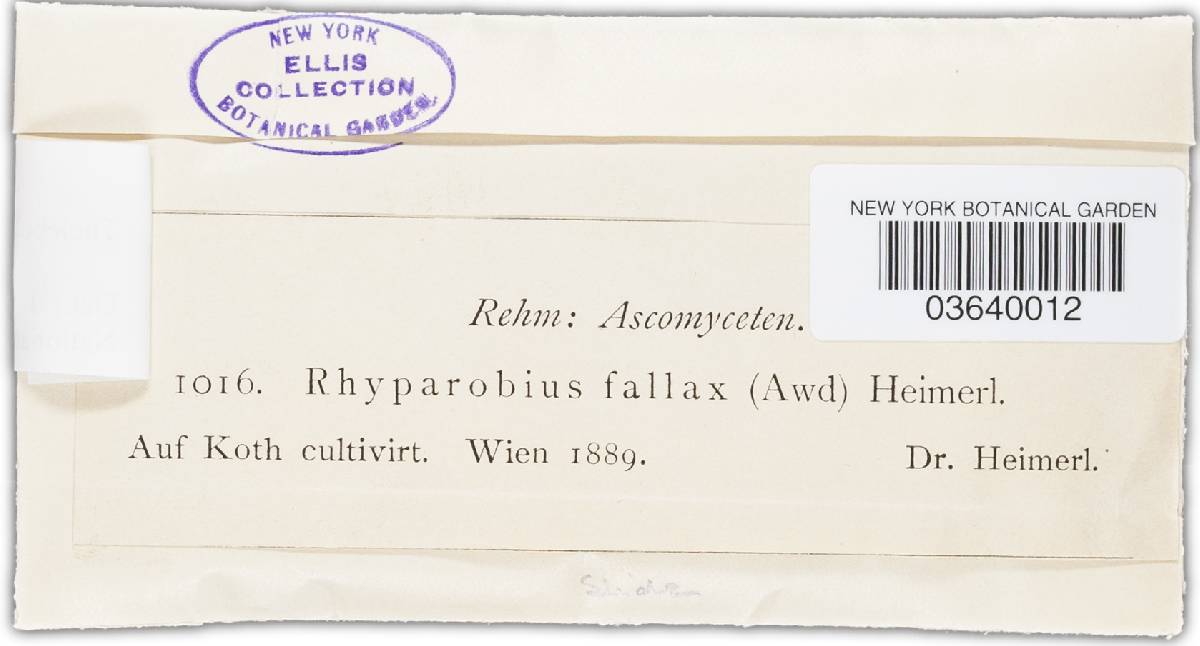 NEW YORK
ELLIS
COLLECTION
BOTANICAL GARDEN.
NEW YORK BOTANICAL GARDEN
03640012
Rehm: Ascomyceten.
1016. Rhyparobius fallax (Awd) Heimerl.
Auf Koth cultivirt. Wien 1889. Dr. Heimerl.